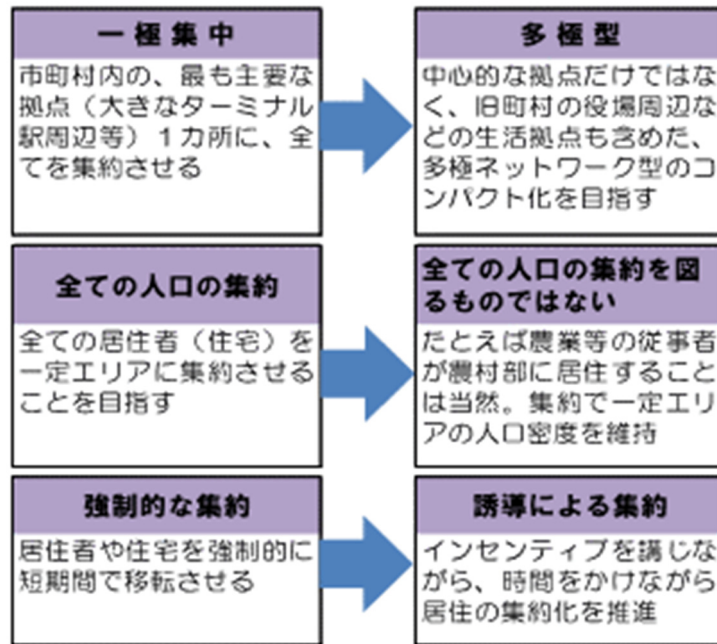 一極集中
市町村内の、最も主要な
拠点（大きなターミナル
駅周辺等）１カ所に、全
てを集約させる
多極型
中心的な拠点だけではな
く、旧町村の役場周辺な
どの生活拠点も含めた、
多極ネットワーク型のコ
ンパクト化を目指す
全ての人口の集約
全ての居住者（住宅）を
一定エリアに集約させる
ことを目指す
全ての人口の集約を図
るものではない
たとえば農業等の従事者
が農村部に居住すること
は当然。集約で一定エリ
アの人口密度を維持
強制的な集約
居住者や住宅を強制的に
短期間で移転させる
誘導による集約
インセンティブを講じな
がら、時間をかけながら
居住の集約化を推進